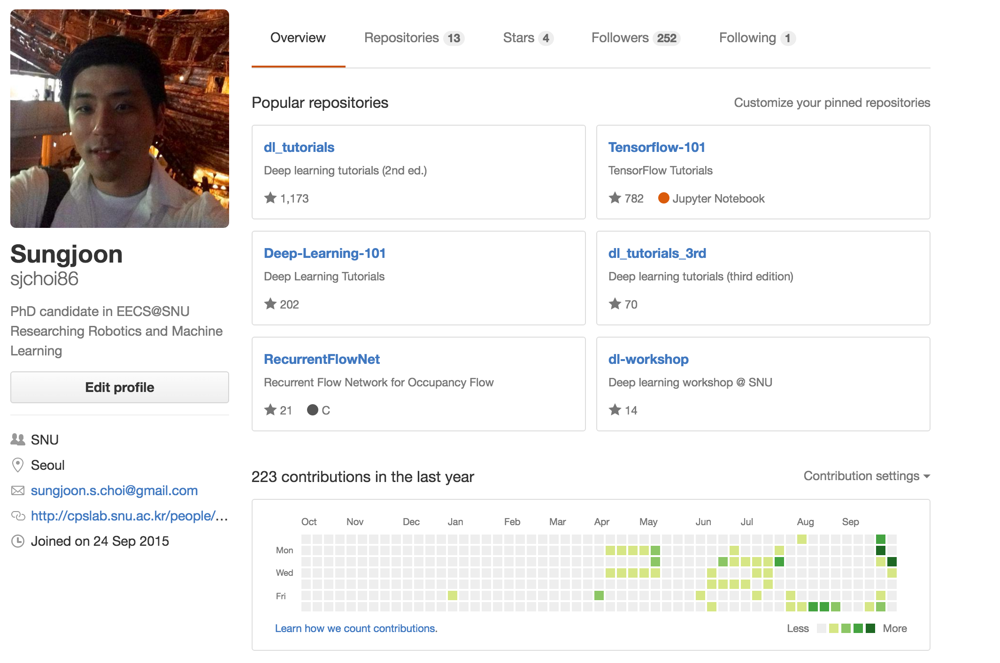 Overview
Repositories 13
Stars 4
Followers 252
Following 1
Popular repositories
Customize your pinned repositories
dl_tutorials
Deep learning tutorials (2nd ed.)
1,173
Tensorflow-101
TensorFlow Tutorials
782 Jupyter Notebook
Deep-Learning-101
Deep Learning Tutorials
202
dl_tutorials_3rd
Deep learning tutorials (third edition)
70
RecurrentFlowNet
Recurrent Flow Network for Occupancy Flow
21 C
dl-workshop
Deep learning workshop @ SNU
14
Sungjoon
sjchoi86
PhD candidate in EECS@SNU
Researching Robotics and Machine
Learning
Edit profile
SNU
Seoul
sungjoon.s.choi@gmail.com
http://cpslab.snu.ac.kr/people/…
Joined on 24 Sep 2015
223 contributions in the last year
Contribution settings
Oct Nov Dec Jan Feb Mar Apr May Jun Jul Aug Sep
Mon
Wed
Fri
Learn how we count contributions.
Less More